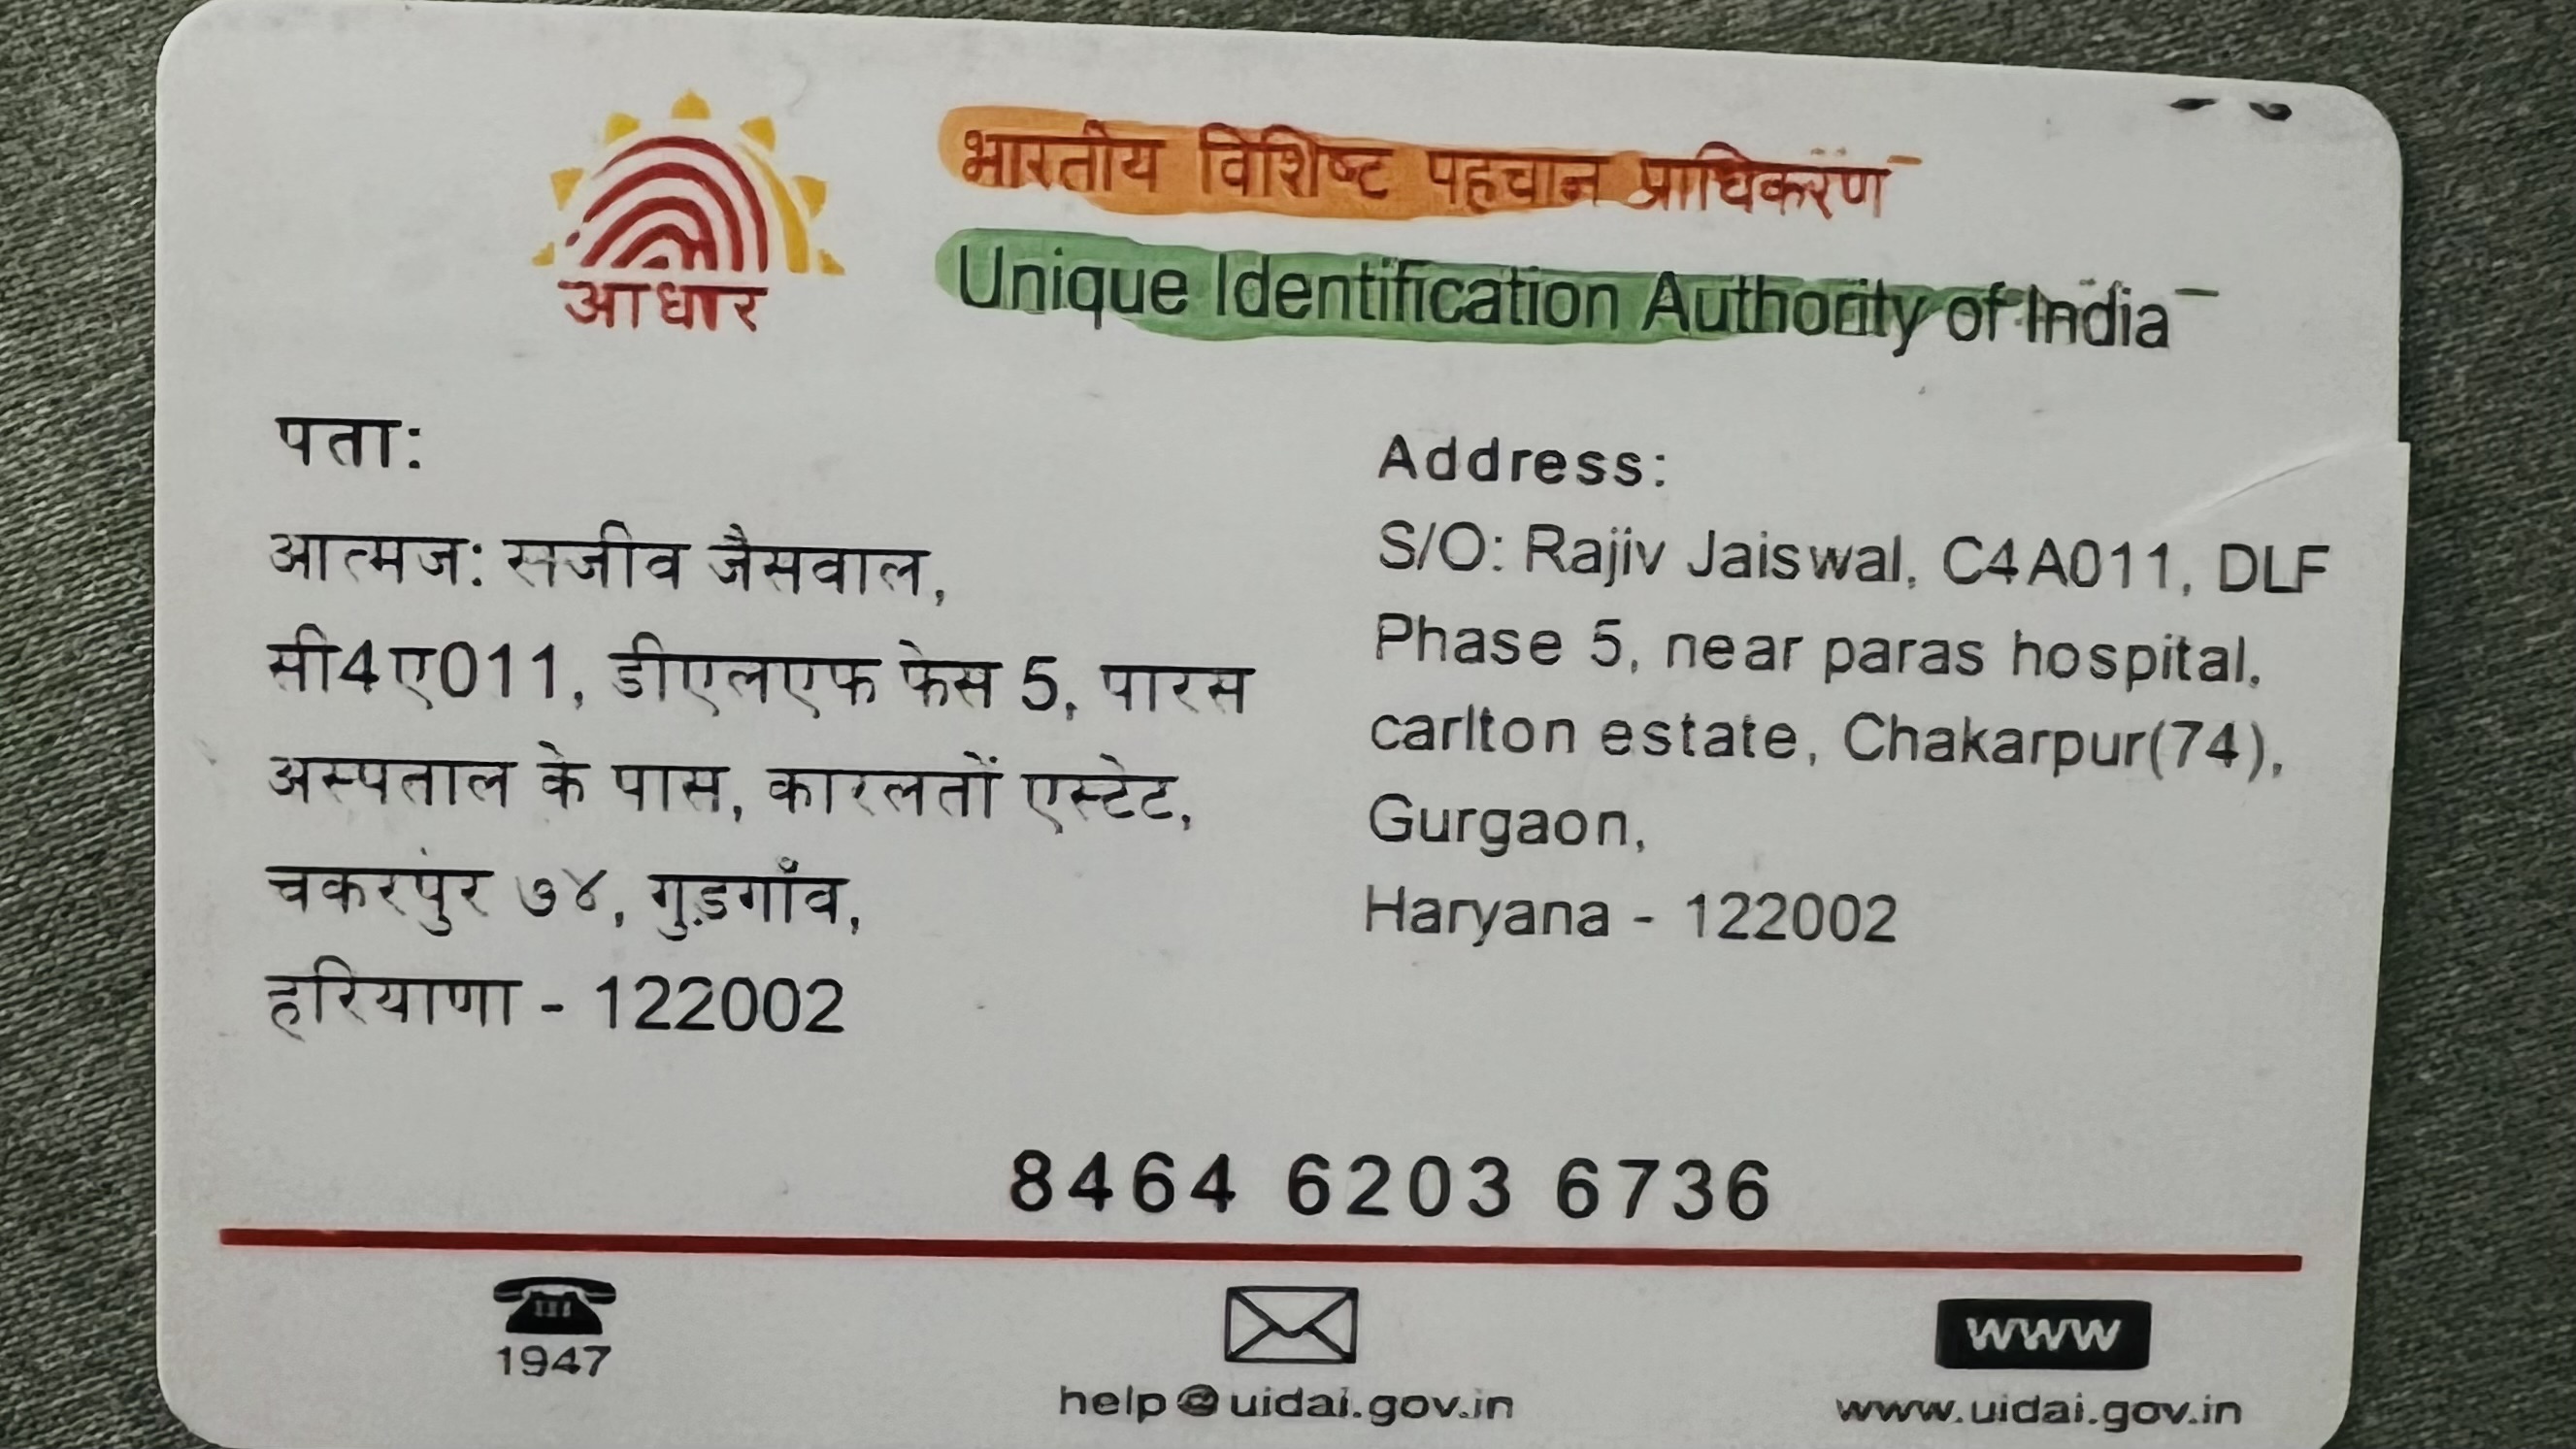 भारतीय विशिष्ट पहचान प्राधिकरण
Unique Identification Authority of India
आधार
पता:
आत्मज: सजीव जैसवाल,
सी4ए011, डीएलएफ फेस 5, पारस
अस्पताल के पास, कारलतों एस्टेट,
चकरपुर ७४, गुड़गाँव,
हरियाणा - 122002
Address:
S/O: Rajiv Jaiswal, C4A011, DLF
Phase 5, near paras hospital,
carlton estate, Chakarpur(74),
Gurgaon,
Haryana - 122002
8464 6203 6736
1947
help@uidai.gov.in
www
www.uidai.gov.in